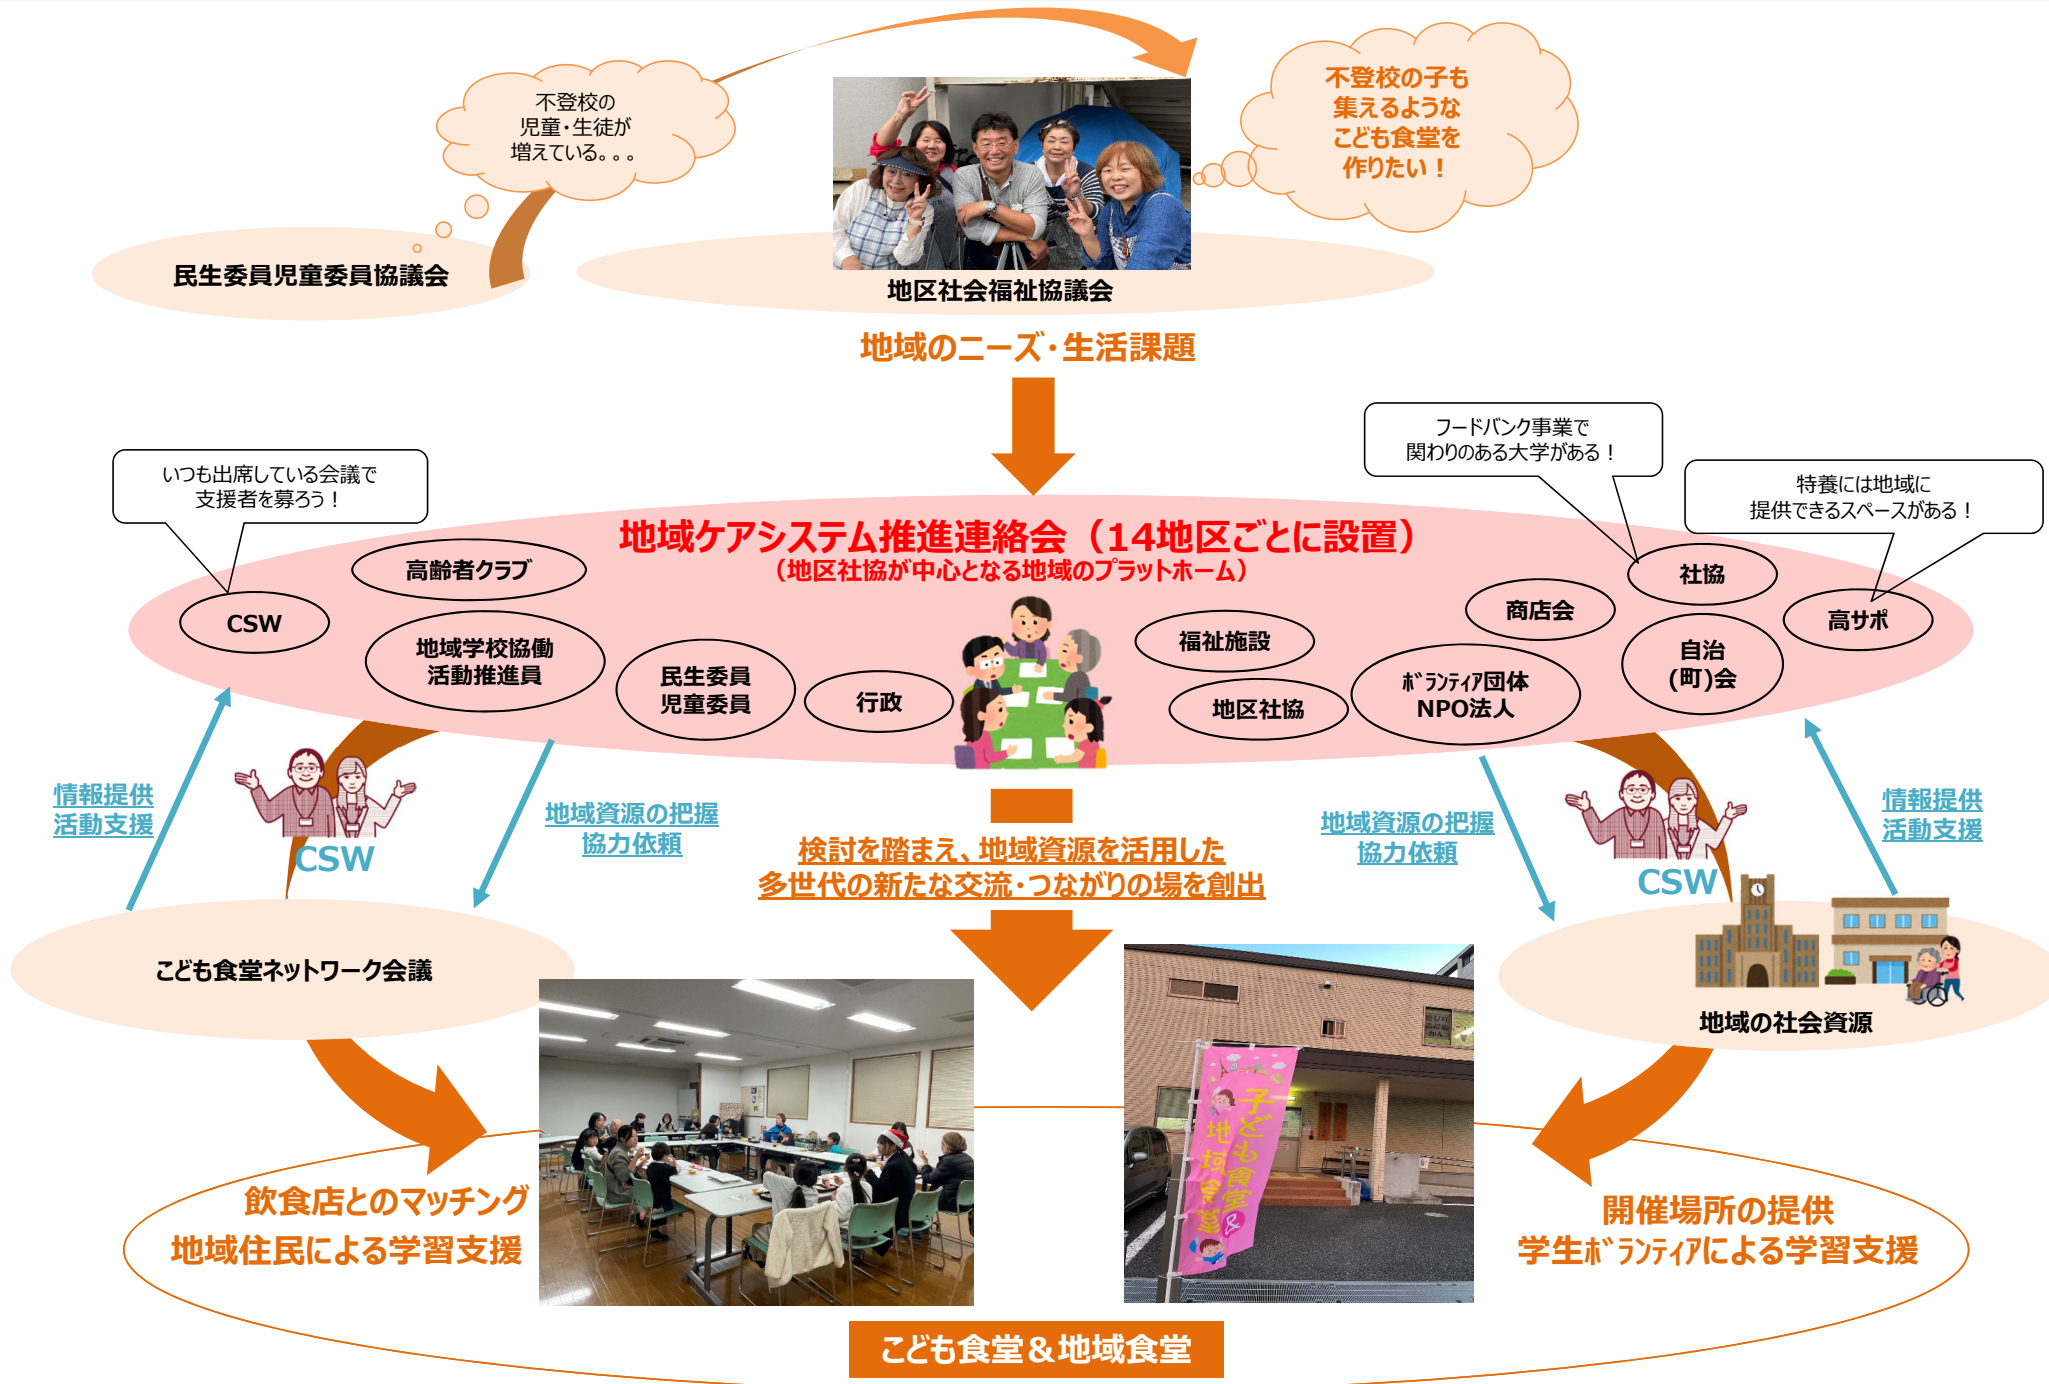 不登校の
児童・生徒が
増えている。。。
不登校の子も
集えるような
こども食堂を
作りたい！
民生委員児童委員協議会
地区社会福祉協議会
地域のニーズ・生活課題
いつも出席している会議で
支援者を募ろう！
フードバンク事業で
関わりのある大学がある！
特養には地域に
提供できるスペースがある！
地域ケアシステム推進連絡会（14地区ごとに設置）
（地区社協が中心となる地域のプラットホーム）
CSW
高齢者クラブ
地域学校協働
活動推進員
民生委員
児童委員
行政
福祉施設
地区社協
商店会
ﾎﾞﾗﾝﾃｨｱ団体
NPO法人
社協
自治
(町)会
高サポ
情報提供
活動支援
CSW
地域資源の把握
協力依頼
検討を踏まえ、地域資源を活用した
多世代の新たな交流・つながりの場を創出
地域資源の把握
協力依頼
CSW
情報提供
活動支援
こども食堂ネットワーク会議
地域の社会資源
飲食店とのマッチング
地域住民による学習支援
子ども食堂&
地域食堂
開催場所の提供
学生ﾎﾞﾗﾝﾃｨｱによる学習支援
こども食堂＆地域食堂